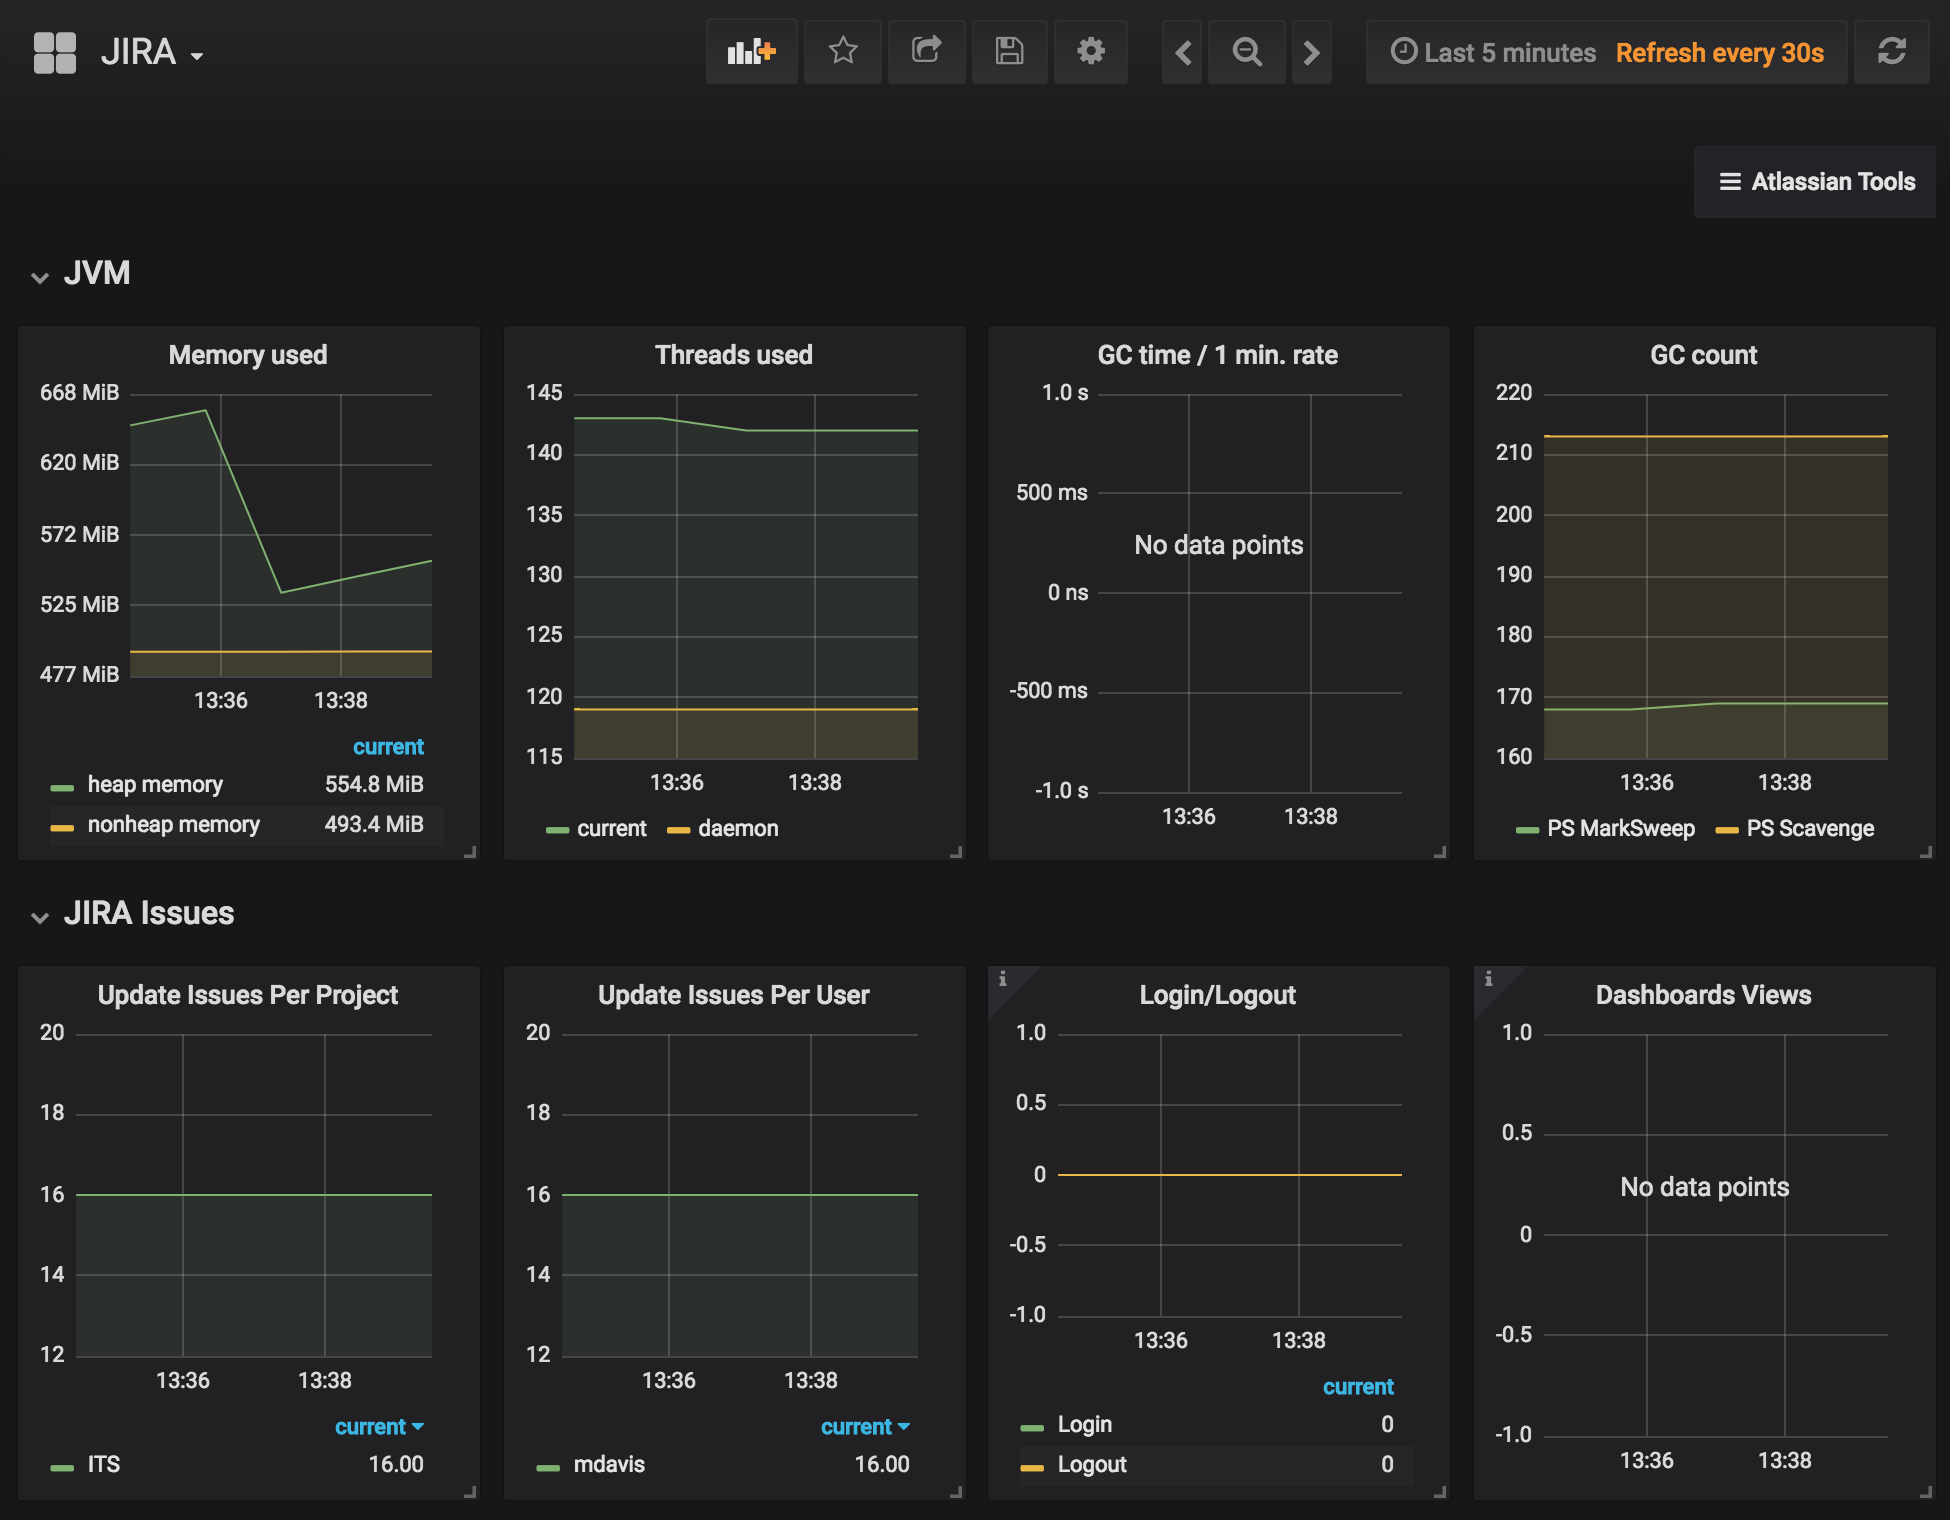 JIRA
Last 5 minutes Refresh every 30s
Atlassian Tools
JVM
Memory used
668 MiB
620 MiB
572 MiB
525 MiB
477 MiB
13:36 13:38
current
heap memory 554.8 MiB
nonheap memory 493.4 MiB
Threads used
145
140
135
130
125
120
115
13:36 13:38
current daemon
GC time / 1 min. rate
1.0 s
500 ms
No data points
0 ns
-500 ms
-1.0 s
13:36 13:38
GC count
220
210
200
190
180
170
160
13:36 13:38
PS MarkSweep PS Scavenge
JIRA Issues
Update Issues Per Project
20
18
16
14
12
13:36 13:38
current
ITS 16.00
Update Issues Per User
20
18
16
14
12
13:36 13:38
current
mdavis 16.00
i
Login/Logout
1.0
0.5
0
-0.5
-1.0
13:36 13:38
current
Login 0
Logout 0
i
Dashboards Views
1.0
0.5
No data points
0
-0.5
-1.0
13:36 13:38